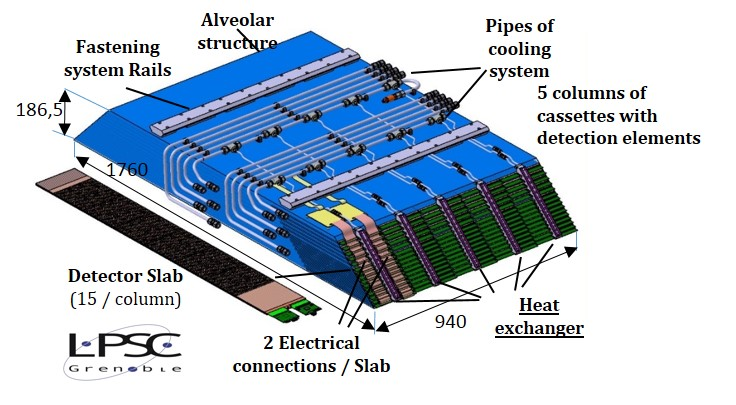 Alveolar
structure
Fastening
system Rails
Pipes of
cooling
system
5 columns of
cassettes with
detection elements
186,5
1760
Detector Slab
(15 / column)
940
Heat
exchanger
2 Electrical
connections / Slab
LPSC
Grenoble